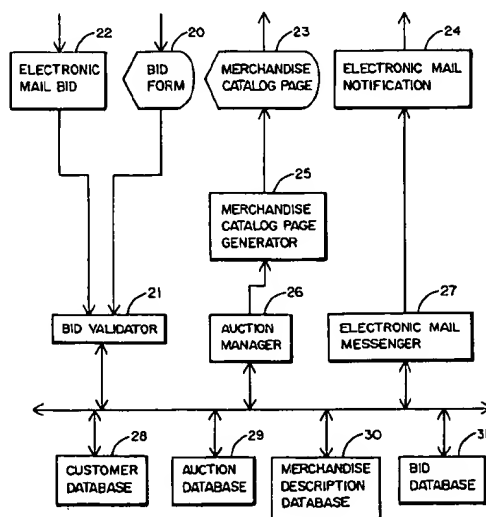 22
20
23
24
ELECTRONIC
MAIL BID
BID
FORM
MERCHANDISE
CATALOG PAGE
ELECTRONIC MAIL
NOTIFICATION
25
MERCHANDISE
CATALOG PAGE
GENERATOR
21
26
27
BID VALIDATOR
AUCTION
MANAGER
ELECTRONIC MAIL
MESSENGER
28
29
30
31
CUSTOMER
DATABASE
AUCTION
DATABASE
MERCHANDISE
DESCRIPTION
DATABASE
BID
DATABASE